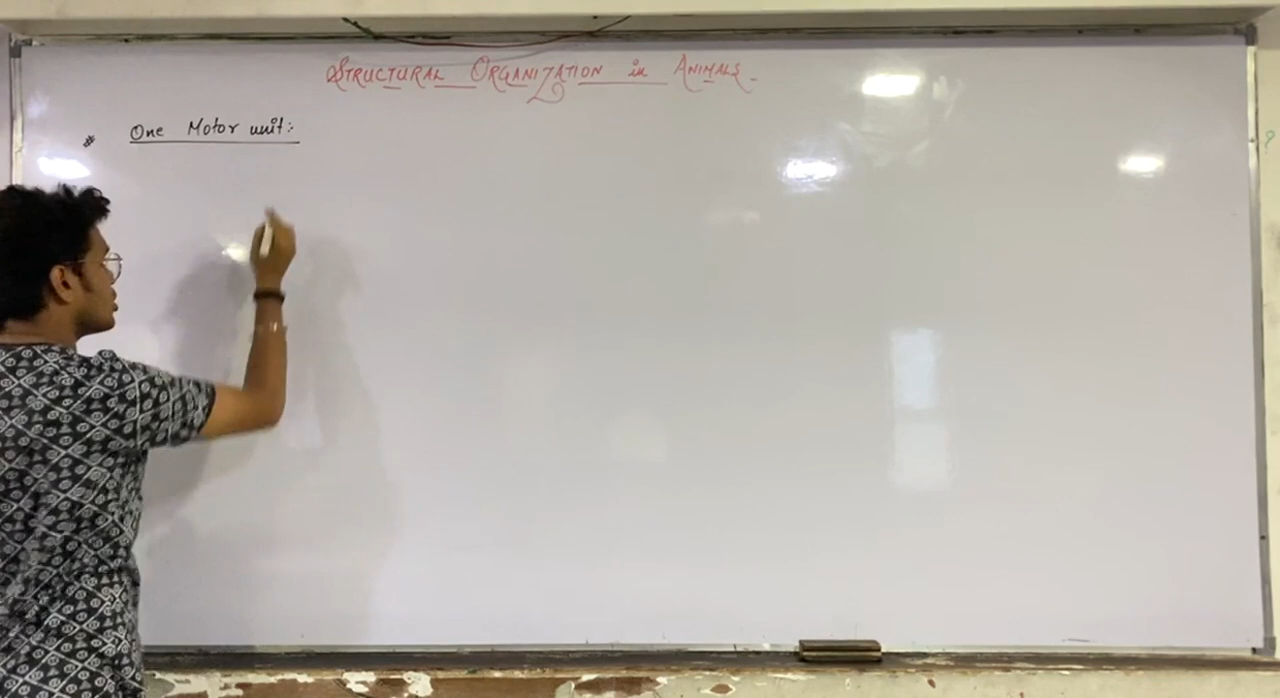 STRUCTURAL ORGANIZATION in ANIMALS.
# One Motor unit:
?